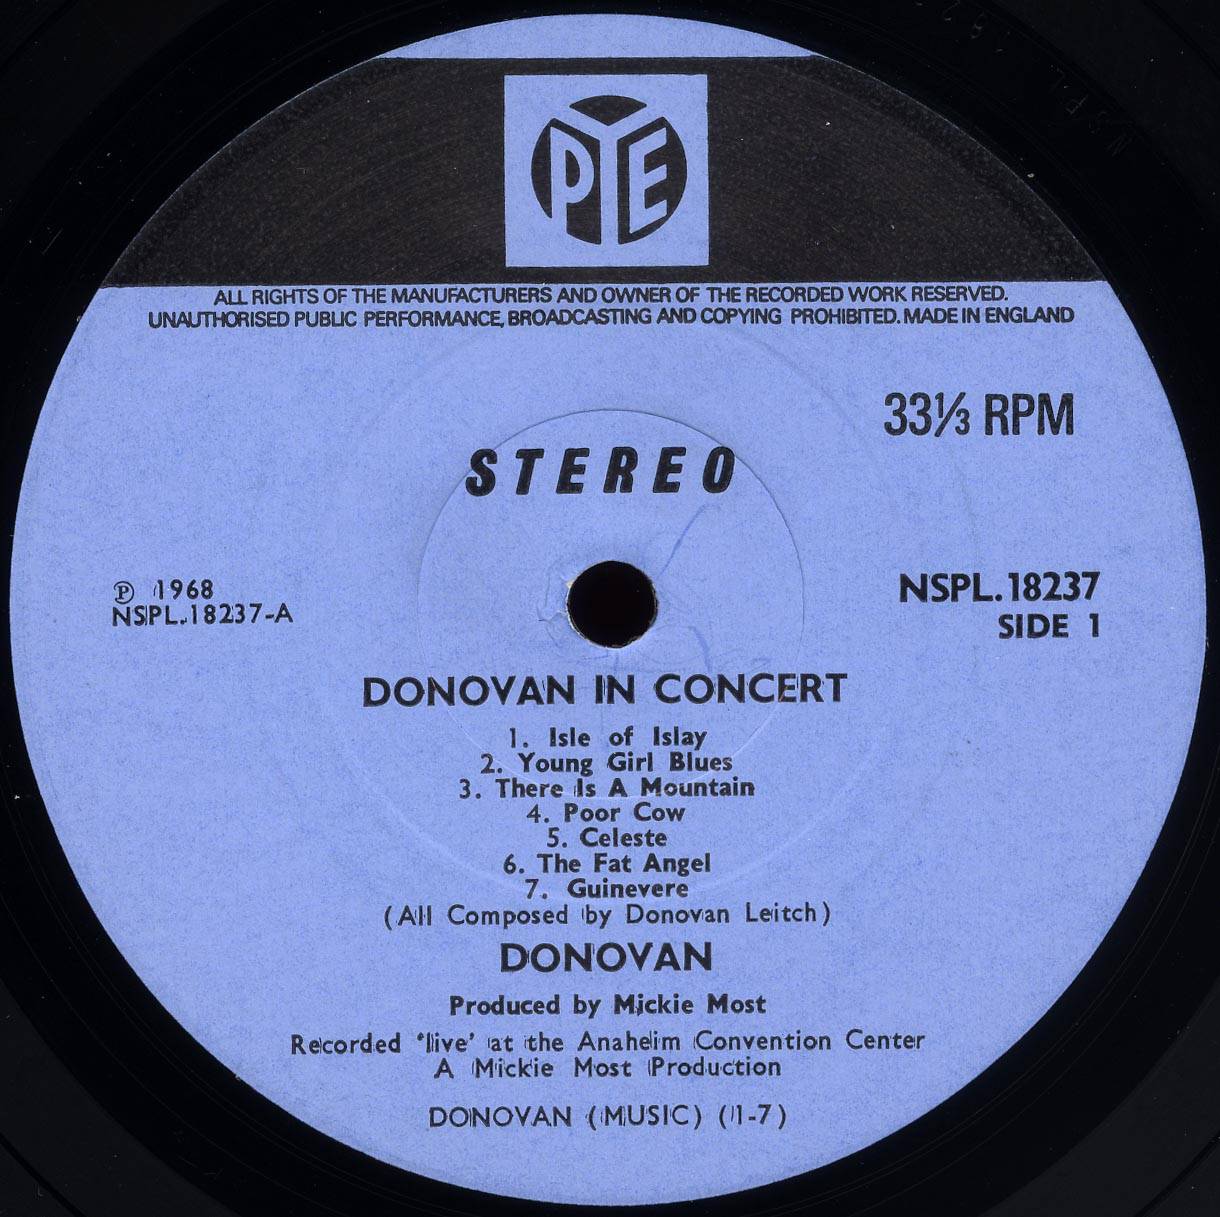 PYE
ALL RIGHTS OF THE MANUFACTURERS AND OWNER OF THE RECORDED WORK RESERVED.
UNAUTHORISED PUBLIC PERFORMANCE, BROADCASTING AND COPYING PROHIBITED. MADE IN ENGLAND
33⅓ RPM
STEREO
℗ 1968
NSPL.18237-A
NSPL.18237
SIDE 1
DONOVAN IN CONCERT
1. Isle of Islay
2. Young Girl Blues
3. There Is A Mountain
4. Poor Cow
5. Celeste
6. The Fat Angel
7. Guinevere
(All Composed by Donovan Leitch)
DONOVAN
Produced by Mickie Most
Recorded 'live' at the Anaheim Convention Center
A Mickie Most Production
DONOVAN (MUSIC) (1-7)